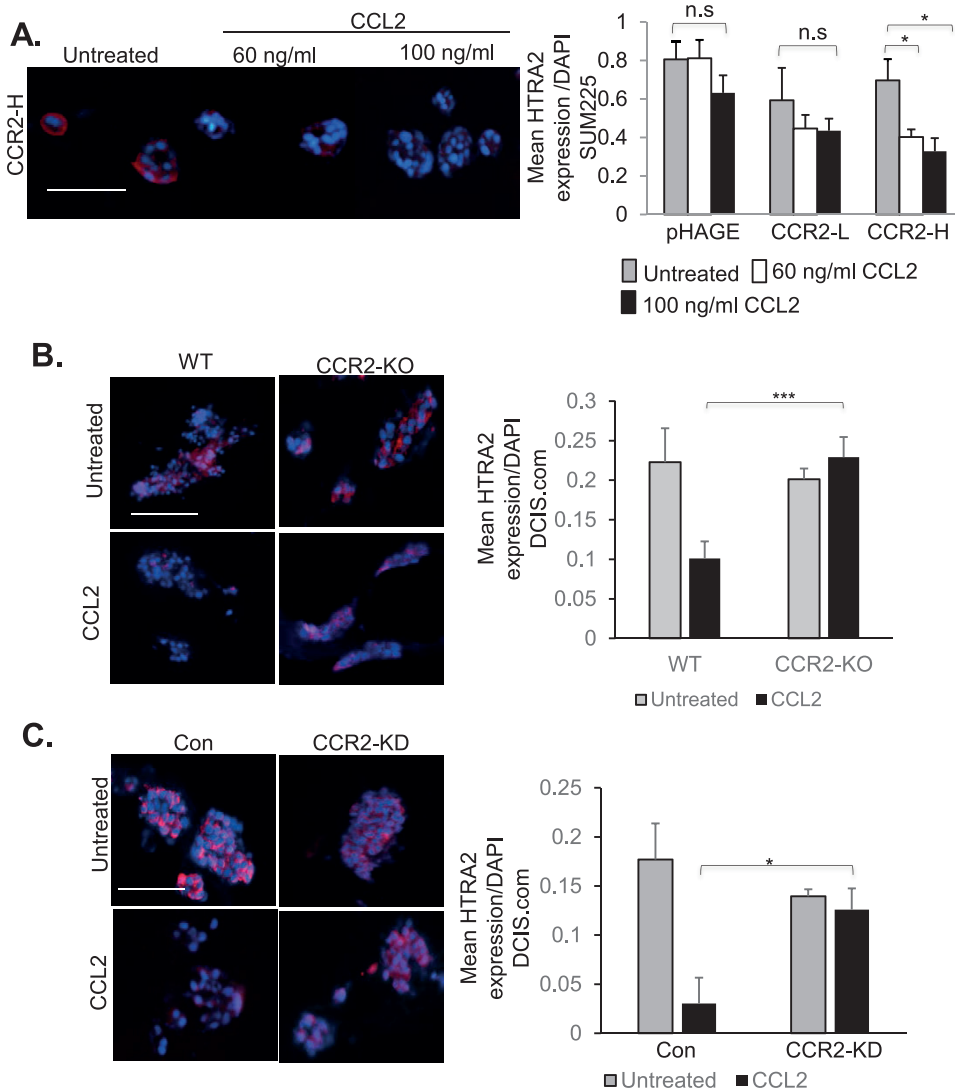 A.
CCL2
Untreated
60 ng/ml
100 ng/ml
CCR2-H
Mean HTRA2
expression /DAPI
SUM225
1
0.8
0.6
0.4
0.2
0
n.s
n.s
*
*
pHAGE
CCR2-L
CCR2-H
Untreated
60 ng/ml CCL2
100 ng/ml CCL2
B.
WT
CCR2-KO
Untreated
CCL2
Mean HTRA2
expression/DAPI
DCIS.com
0.3
0.25
0.2
0.15
0.1
0.05
0
***
WT
CCR2-KO
Untreated
CCL2
C.
Con
CCR2-KD
Untreated
CCL2
Mean HTRA2
expression/DAPI
DCIS.com
0.25
0.2
0.15
0.1
0.05
0
*
Con
CCR2-KD
Untreated
CCL2